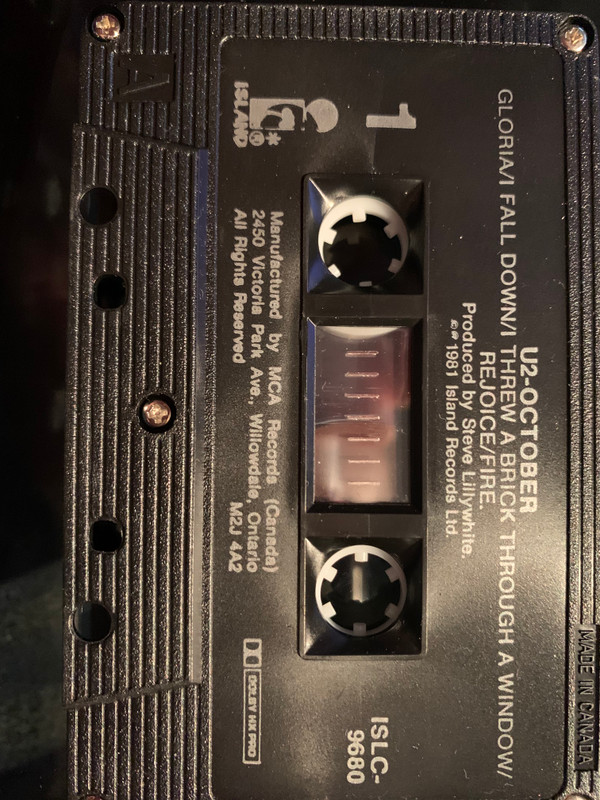 U2-OCTOBER
GLORIA/I FALL DOWN/I THREW A BRICK THROUGH A WINDOW/
REJOICE/FIRE.
Produced by Steve Lillywhite.
©℗ 1981 Island Records Ltd.
1
ISLAND®*
ISLC-
9680
Manufactured by MCA Records (Canada)
2450 Victoria Park Ave., Willowdale, Ontario
All Rights Reserved M2J 4A2
DOLBY HX PRO
A
MADE IN CANADA